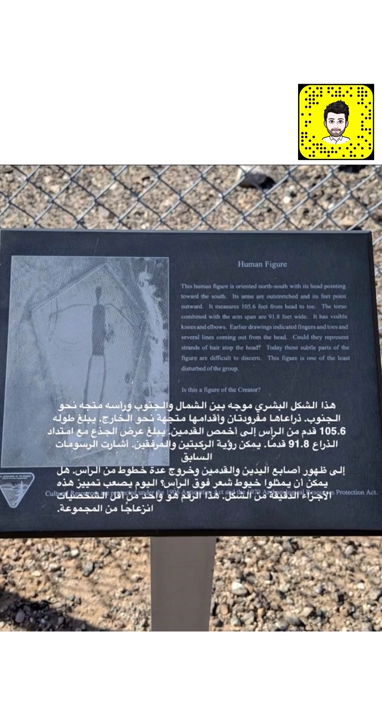 Human Figure
This human figure is oriented north-south with its head pointing
toward the south. Its arms are outstretched and its feet point
outward. It measures 105.6 feet from head to toe. The torso
combined with the arm span are 91.8 feet wide. It has visible
knees and elbows. Earlier drawings indicated fingers and toes and
several lines coming out from the head. Could they represent
strands of hair atop the head? Today these subtle parts of the
figure are difficult to discern. This figure is one of the least
disturbed of the group.
Is this a figure of the Creator?
هذا الشكل البشري موجه بين الشمال والجنوب ورأسه متجه نحو
الجنوب. ذراعاها مفرودتان وأقدامها متجهة نحو الخارج. يبلغ طوله
105.6 قدم من الرأس إلى أخمص القدمين. يبلغ عرض الجذع مع امتداد
الذراع 91.8 قدما. يمكن رؤية الركبتين والمرفقين. أشارت الرسومات
السابق
إلى ظهور أصابع اليدين والقدمين وخروج عدة خطوط من الرأس. هل
يمكن أن يمثلوا خيوط شعر فوق الرأس؟ اليوم يصعب تمييز هذه
الأجزاء الدقيقة من الشكل. هذا الرقم هو واحد من أقل الشخصيات
انزعاجا من المجموعة.
Protection Act.